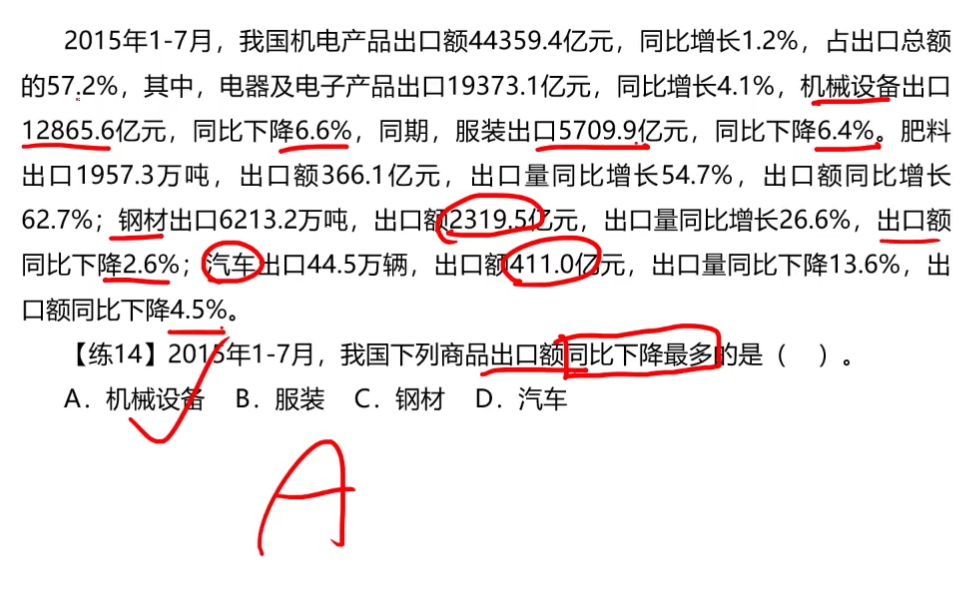 2015年1-7月，我国机电产品出口额44359.4亿元，同比增长1.2%，占出口总额
的57.2%，其中，电器及电子产品出口19373.1亿元，同比增长4.1%，机械设备出口
12865.6亿元，同比下降6.6%，同期，服装出口5709.9亿元，同比下降6.4%。肥料
出口1957.3万吨，出口额366.1亿元，出口量同比增长54.7%，出口额同比增长
62.7%；钢材出口6213.2万吨，出口额2319.5亿元，出口量同比增长26.6%，出口额
同比下降2.6%；汽车出口44.5万辆，出口额411.0亿元，出口量同比下降13.6%，出
口额同比下降4.5%。
【练14】2015年1-7月，我国下列商品出口额同比下降最多的是（　）。
A．机械设备　B．服装　C．钢材　D．汽车
A